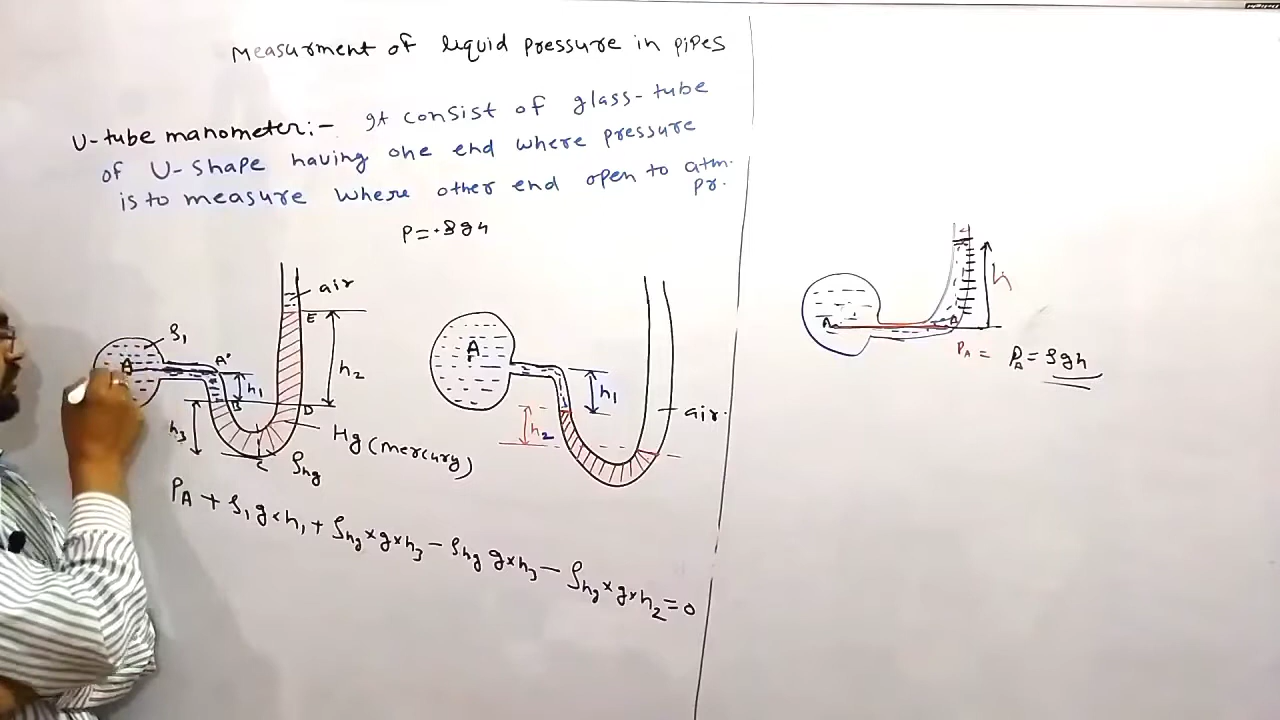 Measurment of liquid pressure in pipes
U-tube manometer:- It consist of glass-tube
of U-shape having one end where pressure
is to measure where other end open to atm.
pr.
P=+ρgh
air
E
ρ1
A
A'
h1
h2
B
D
h3
C
Hg (mercury)
ρhg
A
h1
h2
air
A
A
h
PA = PA = ρgh
PA + ρ1 g×h1 + ρhg×g×h3 - ρhg g×h3 - ρhg×g×h2 = 0